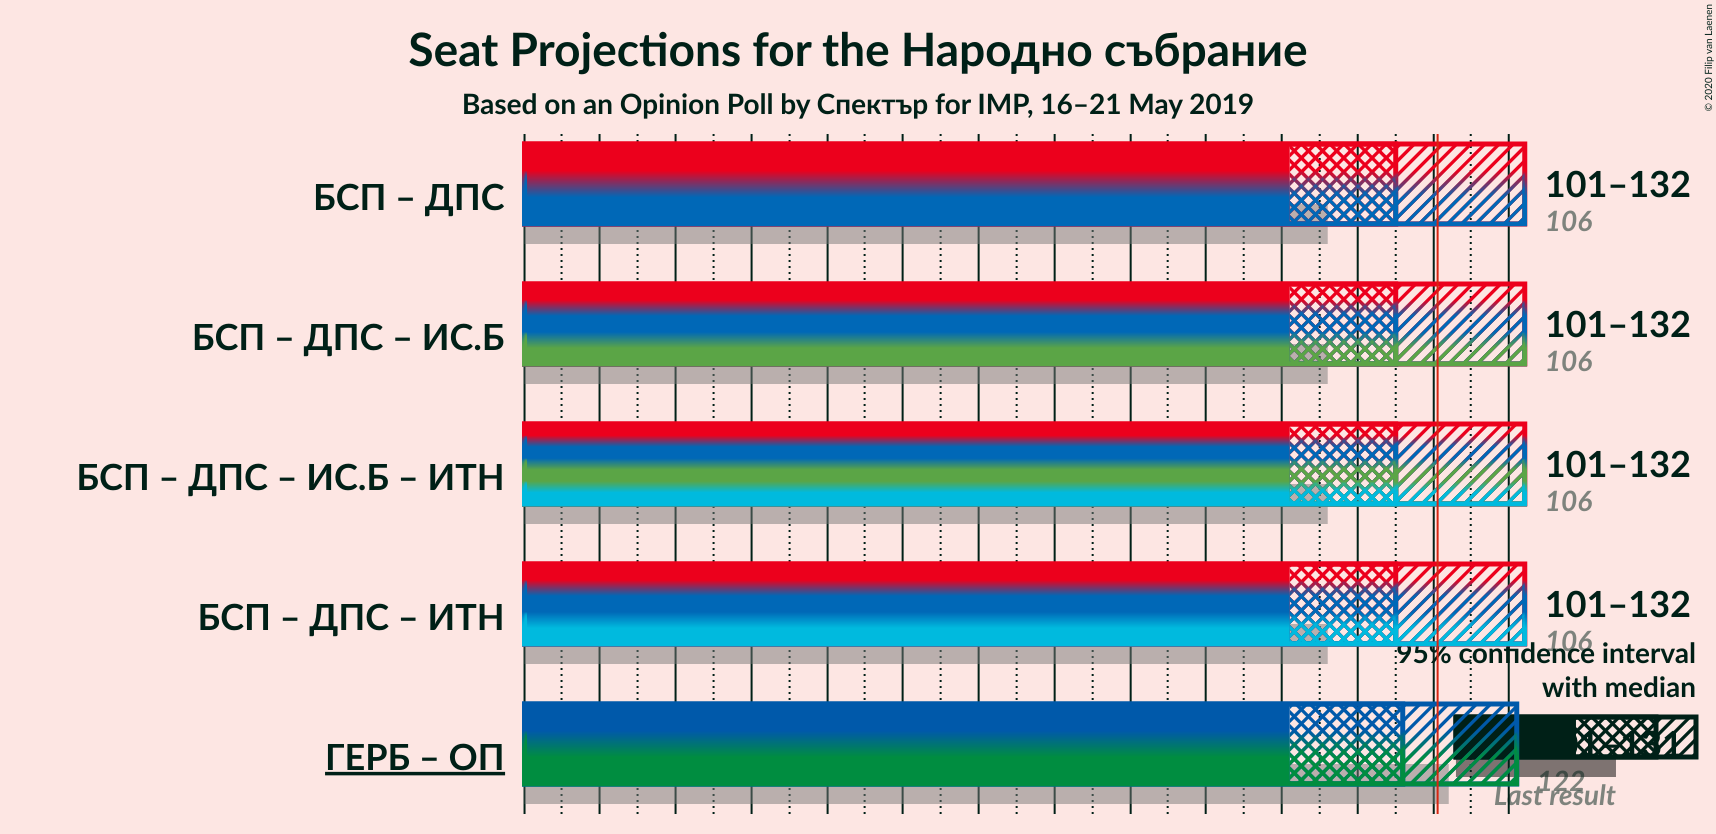 Seat Projections for the Народно събрание
Based on an Opinion Poll by Спектър for IMP, 16–21 May 2019
© 2020 Filip van Laenen
БСП – ДПС
101–132
106
БСП – ДПС – ИС.Б
101–132
106
БСП – ДПС – ИС.Б – ИТН
101–132
106
БСП – ДПС – ИТН
101–132
106
95% confidence interval
with median
ГЕРБ – ОП
122
Last result